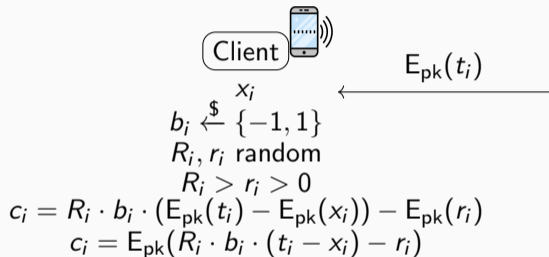 Client
E_pk(t_i)
x_i
b_i $← {−1, 1}
R_i, r_i random
R_i > r_i > 0
c_i = R_i · b_i · (E_pk(t_i) − E_pk(x_i)) − E_pk(r_i)
c_i = E_pk(R_i · b_i · (t_i − x_i) − r_i)